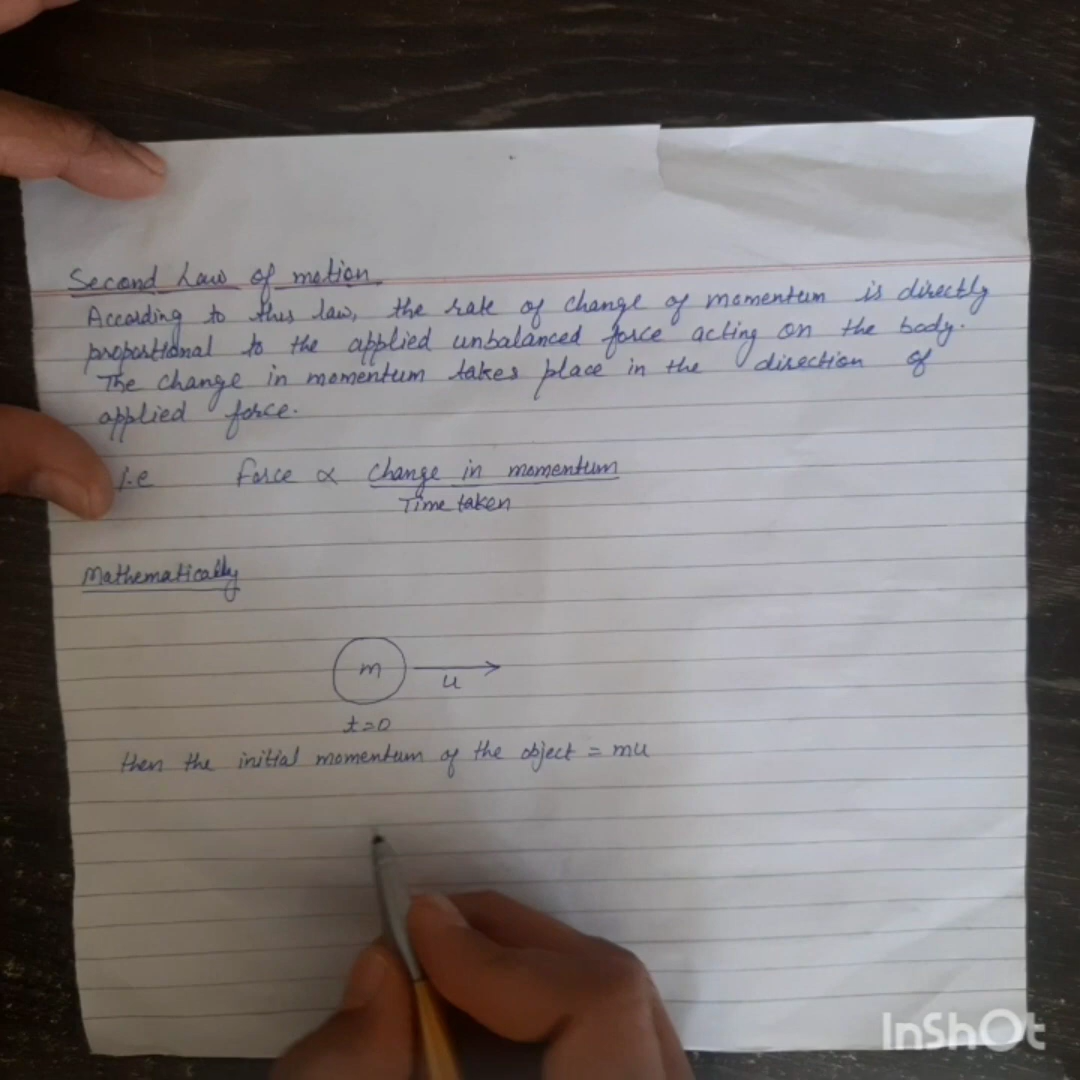 Second Law of motion
According to this law, the rate of change of momentum is directly
proportional to the applied unbalanced force acting on the body.
The change in momentum takes place in the direction of
applied force.
i.e Force ∝ Change in momentum
Time taken
Mathematically
m
u
t=0
then the initial momentum of the object = mu
InShOt